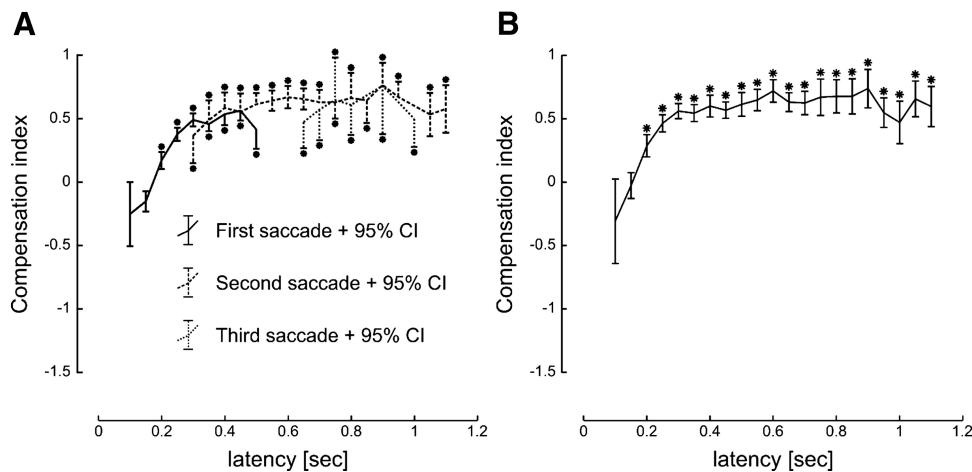 A
Compensation index
1
0.5
0
-0.5
-1
-1.5
First saccade + 95% CI
Second saccade + 95% CI
Third saccade + 95% CI
0 0.2 0.4 0.6 0.8 1 1.2
latency [sec]
B
Compensation index
1
0.5
0
-0.5
-1
-1.5
0 0.2 0.4 0.6 0.8 1 1.2
latency [sec]